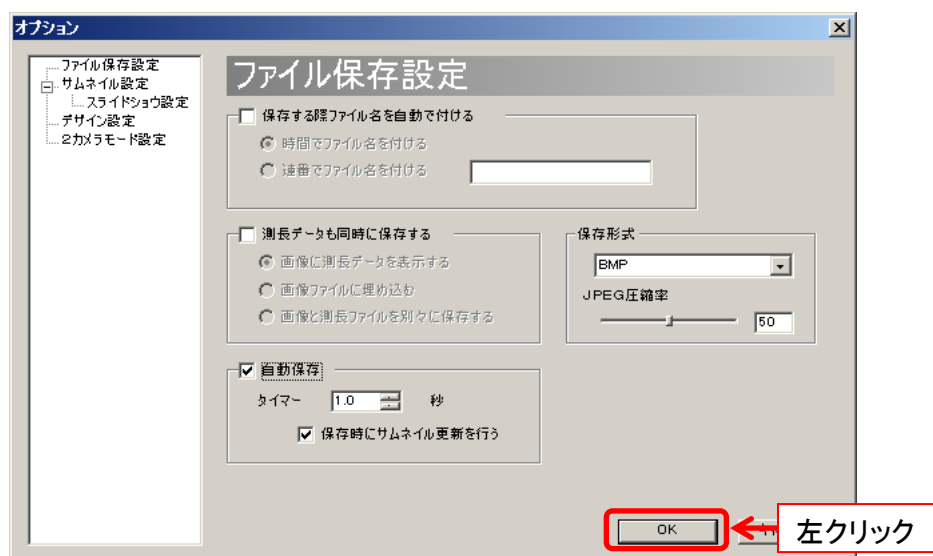 オプション
ファイル保存設定
サムネイル設定
スライドショウ設定
デザイン設定
2カメラモード設定
ファイル保存設定
保存する際ファイル名を自動で付ける
時間でファイル名を付ける
連番でファイル名を付ける
測長データも同時に保存する
画像に測長データを表示する
画像ファイルに埋め込む
画像と測長ファイルを別々に保存する
保存形式
BMP
JPEG圧縮率
50
自動保存
タイマー 1.0 秒
保存時にサムネイル更新を行う
OK
左クリック